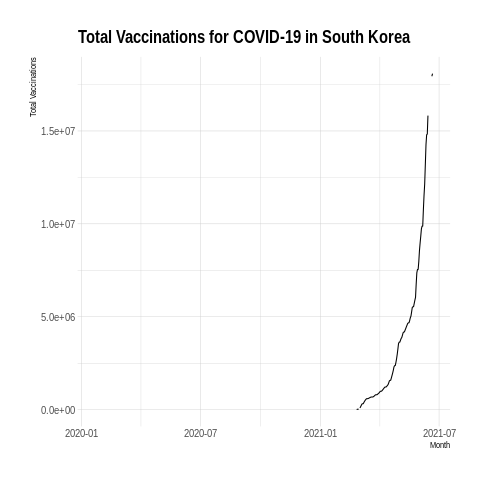 Total Vaccinations for COVID-19 in South Korea
Total Vaccinations
1.5e+07
1.0e+07
5.0e+06
0.0e+00
2020-01
2020-07
2021-01
2021-07
Month